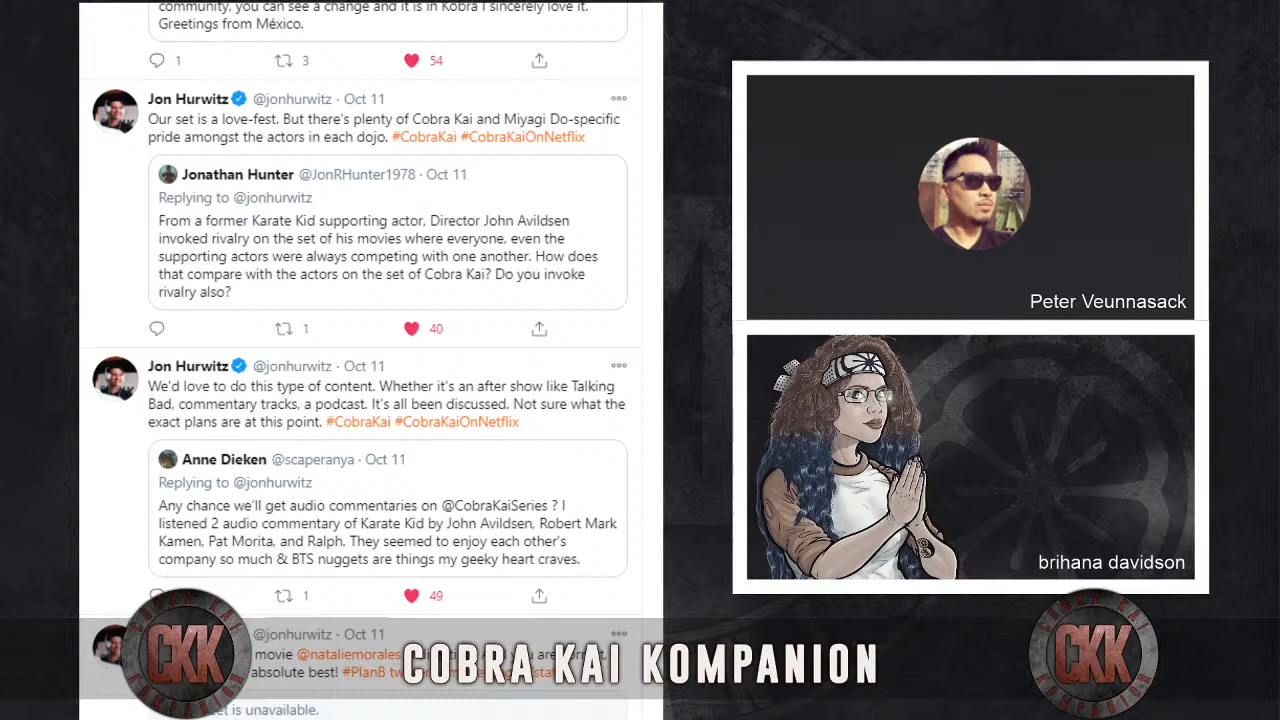 community, you can see a change and it is in Kobra I sincerely love it.
Greetings from México.
1 3 54
Jon Hurwitz @jonhurwitz · Oct 11
Our set is a love-fest. But there's plenty of Cobra Kai and Miyagi Do-specific
pride amongst the actors in each dojo. #CobraKai #CobraKaiOnNetflix
Jonathan Hunter @JonRHunter1978 · Oct 11
Replying to @jonhurwitz
From a former Karate Kid supporting actor, Director John Avildsen
invoked rivalry on the set of his movies where everyone, even the
supporting actors were always competing with one another. How does
that compare with the actors on the set of Cobra Kai? Do you invoke
rivalry also?
1 40
Jon Hurwitz @jonhurwitz · Oct 11
We'd love to do this type of content. Whether it's an after show like Talking
Bad, commentary tracks, a podcast. It's all been discussed. Not sure what the
exact plans are at this point. #CobraKai #CobraKaiOnNetflix
Anne Dieken @scaperanya · Oct 11
Replying to @jonhurwitz
Any chance we'll get audio commentaries on @CobraKaiSeries ? I
listened 2 audio commentary of Karate Kid by John Avildsen, Robert Mark
Kamen, Pat Morita, and Ralph. They seemed to enjoy each other's
company so much & BTS nuggets are things my geeky heart craves.
1 49
@jonhurwitz · Oct 11
movie @nataliemorales
absolute best! #PlanB
is unavailable.
Peter Veunnasack
brihana davidson
COBRA KAI
CKK
KOMPANION
COBRA KAI KOMPANION
COBRA KAI
CKK
KOMPANION